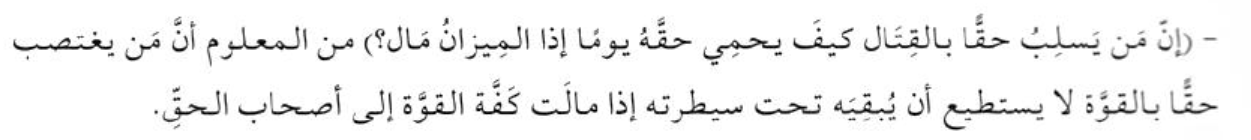 - (إنّ مَن يَسلِبُ حقًّا بالقِتَال كيفَ يحمِي حقَّهُ يومًا إذا المِيزانُ مَال؟) من المعلوم أنَّ مَن يغتصب
حقًّا بالقوَّة لا يستطيع أن يُبقِيَه تحت سيطرته إذا مالَت كَفَّة القوَّة إلى أصحاب الحقِّ.